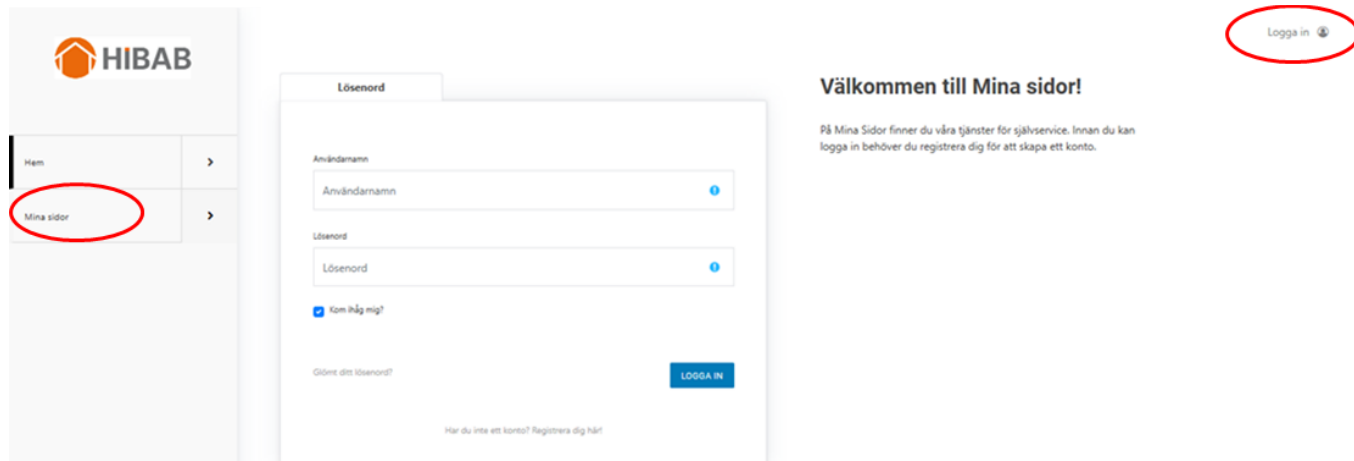 Logga in
HIBAB
Hem
Mina sidor
Lösenord
Användarnamn
Användarnamn
Lösenord
Lösenord
Kom ihåg mig?
Glömt ditt lösenord?
LOGGA IN
Har du inte ett konto? Registrera dig här!
Välkommen till Mina sidor!
På Mina Sidor finner du våra tjänster för självservice. Innan du kan
logga in behöver du registrera dig för att skapa ett konto.